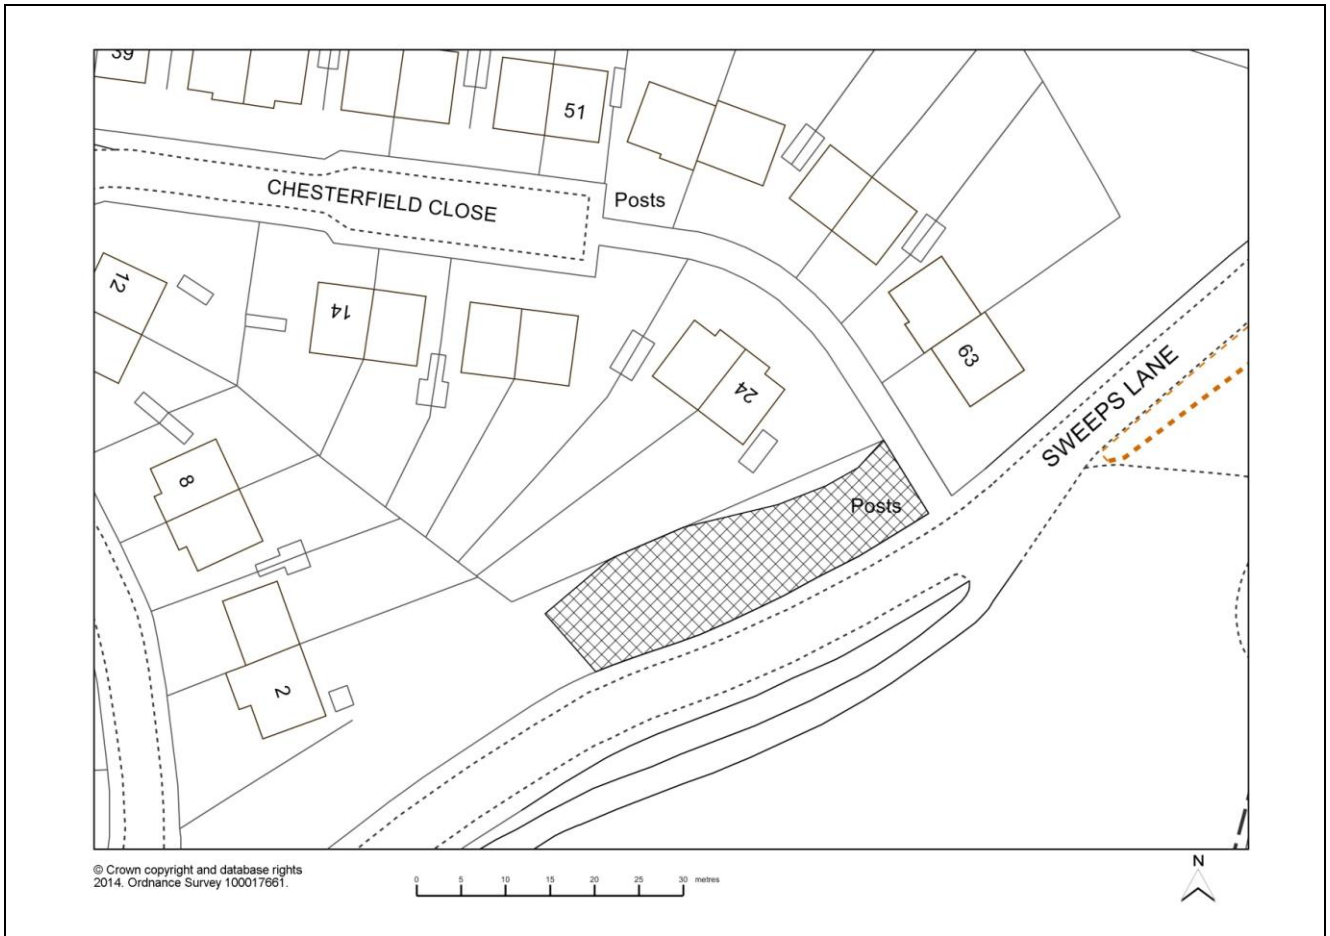 39
51
CHESTERFIELD CLOSE
Posts
12
14
63
24
SWEEPS LANE
8
Posts
2
© Crown copyright and database rights
2014. Ordnance Survey 100017661.
0 5 10 15 20 25 30 metres
N